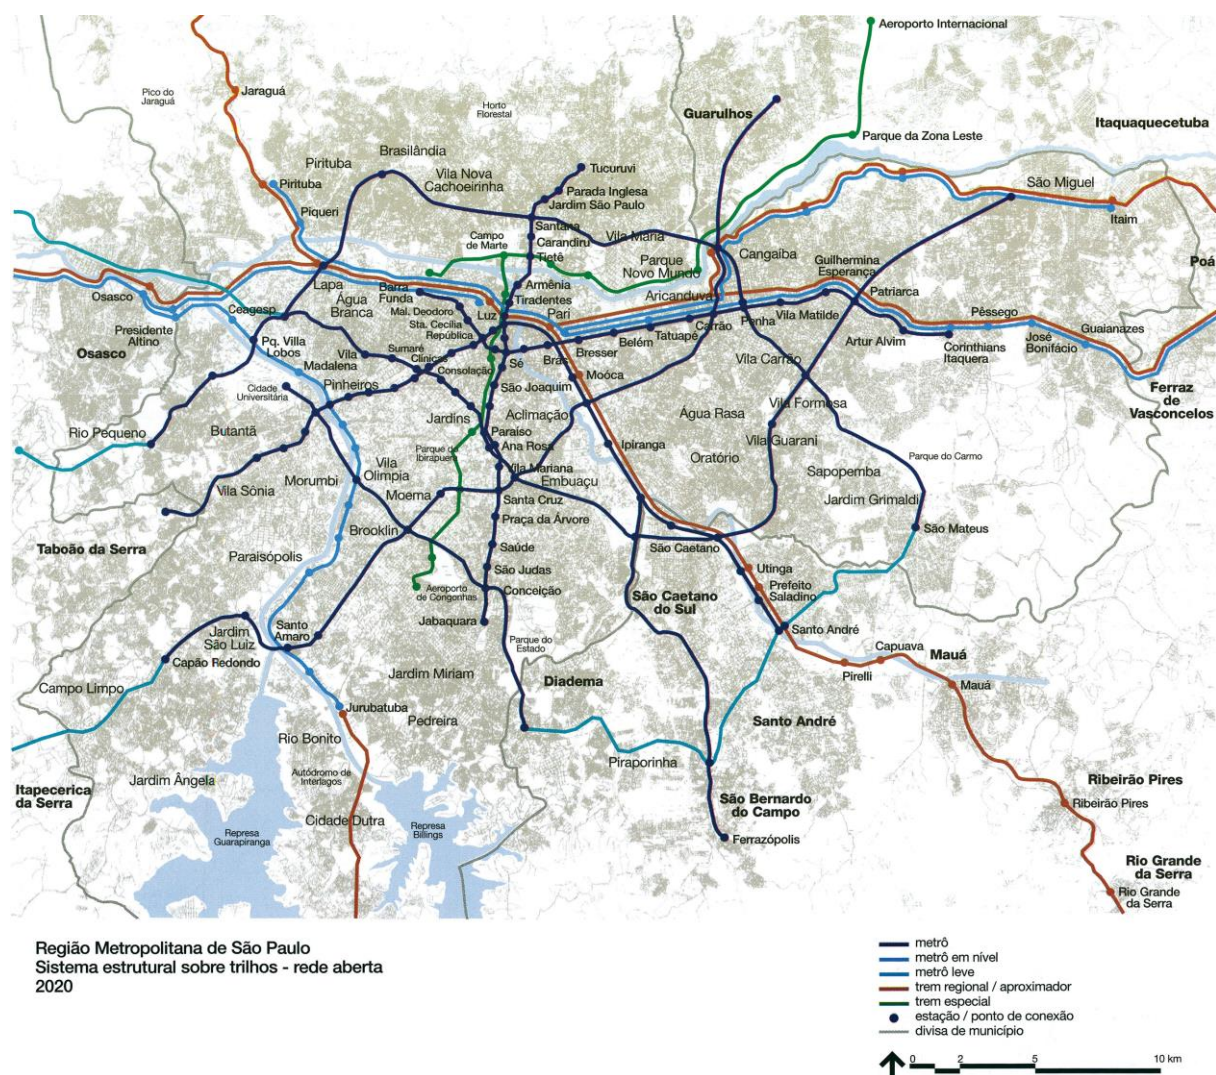 Aeroporto Internacional
Pico do
Jaraguá
Jaraguá
Horto
Florestal
Guarulhos
Itaquaquecetuba
Parque da Zona Leste
Brasilândia
Pirituba
Pirituba
Vila Nova
Cachoeirinha
Tucuruvi
Parada Inglesa
Jardim São Paulo
São Miguel
Itaim
Piqueri
Santana
Carandiru
Tietê
Vila Maria
Campo
de Marte
Parque
Novo Mundo
Cangaíba
Guilhermina
Esperança
Poá
Lapa
Água
Branca
Barra
Funda
Mal. Deodoro
Sta. Cecília
República
Armênia
Tiradentes
Luz
Pari
Aricanduva
Patriarca
Osasco
Ceagesp
Presidente
Altino
Osasco
Pq. Villa
Lobos
Vila
Madalena
Sumaré
Clínicas
Consolação
Sé
Brás
Bresser
Belém
Tatuapé
Carrão
Penha
Vila Matilde
Artur Alvim
Corinthians
Itaquera
Pêssego
José
Bonifácio
Guaianazes
Ferraz
de
Vasconcelos
Cidade
Universitária
Pinheiros
São Joaquim
Moóca
Vila Carrão
Rio Pequeno
Butantã
Jardins
Aclimação
Paraíso
Ana Rosa
Ipiranga
Água Rasa
Vila Formosa
Vila Guarani
Oratório
Parque do
Ibirapuera
Parque do Carmo
Vila Sônia
Morumbi
Vila
Olimpia
Moema
Vila Mariana
Embuaçu
Santa Cruz
Sapopemba
Jardim Grimaldi
São Mateus
Taboão da Serra
Brooklin
Praça da Árvore
Saúde
São Judas
Conceição
Jabaquara
São Caetano
Utinga
Prefeito
Saladino
Paraisópolis
Aeroporto
de Congonhas
São Caetano
do Sul
Santo André
Jardim
São Luiz
Santo
Amaro
Capão Redondo
Parque do
Estado
Campo Limpo
Jardim Miriam
Diadema
Capuava
Mauá
Pirelli
Mauá
Jurubatuba
Pedreira
Santo André
Rio Bonito
Piraporinha
Autódromo de
Interlagos
Jardim Ângela
Itapecerica
da Serra
Ribeirão Pires
Ribeirão Pires
São Bernardo
do Campo
Cidade Dutra
Represa
Guarapiranga
Represa
Billings
Ferrazópolis
Rio Grande
da Serra
Rio Grande
da Serra
Região Metropolitana de São Paulo
Sistema estrutural sobre trilhos - rede aberta
2020
metrô
metrô em nível
metrô leve
trem regional / aproximador
trem especial
estação / ponto de conexão
divisa de município
0 2 5 10 km